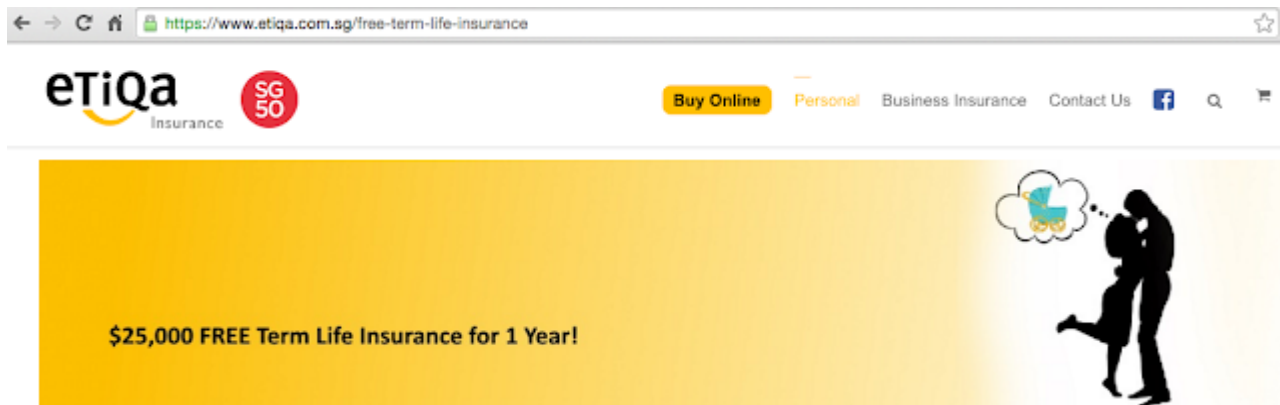 https://www.etiqa.com.sg/free-term-life-insurance
eTiQa
Insurance
SG
50
Buy Online
Personal
Business Insurance
Contact Us
f
$25,000 FREE Term Life Insurance for 1 Year!